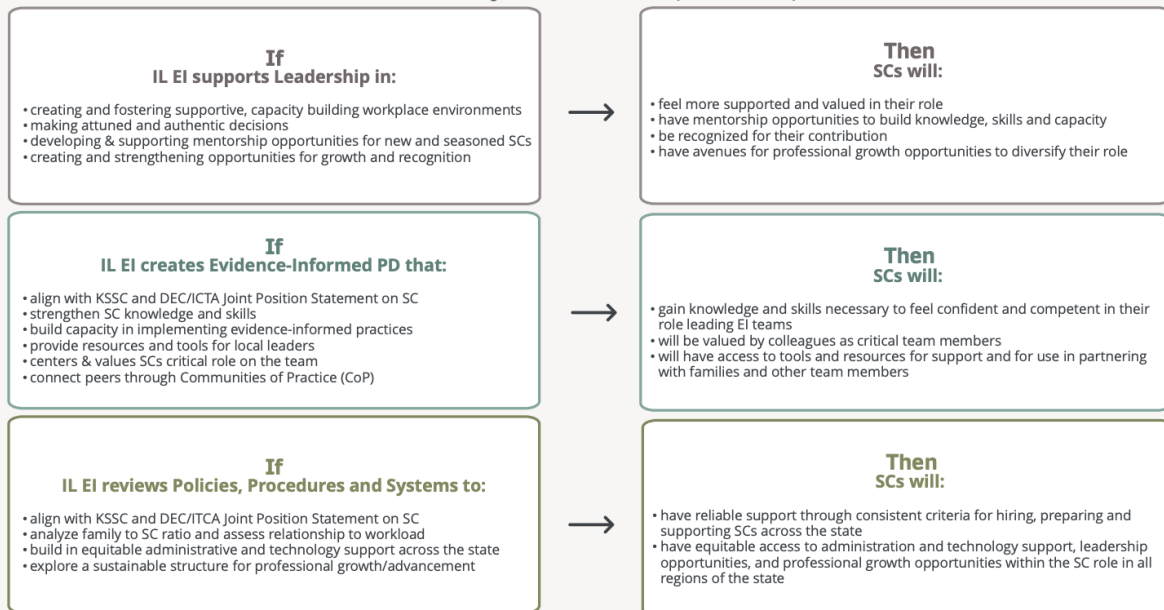 If
IL EI supports Leadership in:
• creating and fostering supportive, capacity building workplace environments
• making attuned and authentic decisions
• developing & supporting mentorship opportunities for new and seasoned SCs
• creating and strengthening opportunities for growth and recognition
Then
SCs will:
• feel more supported and valued in their role
• have mentorship opportunities to build knowledge, skills and capacity
• be recognized for their contribution
• have avenues for professional growth opportunities to diversify their role
If
IL EI creates Evidence-Informed PD that:
• align with KSSC and DEC/ICTA Joint Position Statement on SC
• strengthen SC knowledge and skills
• build capacity in implementing evidence-informed practices
• provide resources and tools for local leaders
• centers & values SCs critical role on the team
• connect peers through Communities of Practice (CoP)
Then
SCs will:
• gain knowledge and skills necessary to feel confident and competent in their
role leading EI teams
• will be valued by colleagues as critical team members
• will have access to tools and resources for support and for use in partnering
with families and other team members
If
IL EI reviews Policies, Procedures and Systems to:
• align with KSSC and DEC/ITCA Joint Position Statement on SC
• analyze family to SC ratio and assess relationship to workload
• build in equitable administrative and technology support across the state
• explore a sustainable structure for professional growth/advancement
Then
SCs will:
• have reliable support through consistent criteria for hiring, preparing and
supporting SCs across the state
• have equitable access to administration and technology support, leadership
opportunities, and professional growth opportunities within the SC role in all
regions of the state